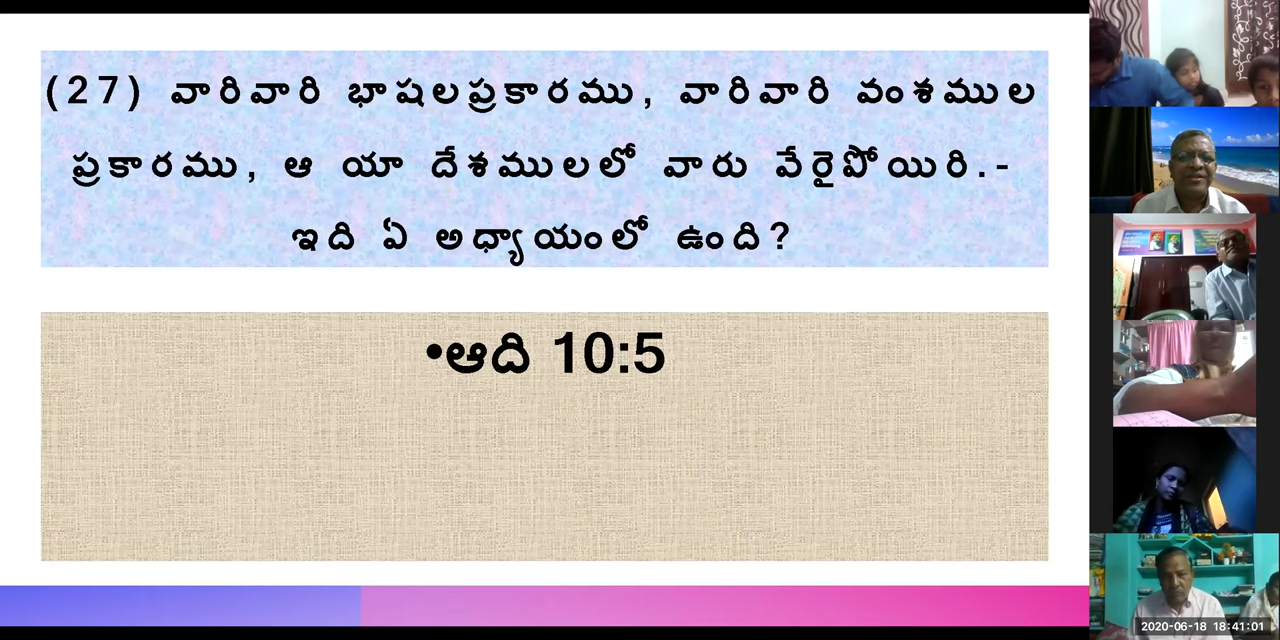 (27) వారివారి భాషలప్రకారము, వారివారి వంశముల
ప్రకారము, ఆ యా దేశములలో వారు వేరైపోయిరి.-
ఇది ఏ అధ్యాయంలో ఉంది?
•ఆది 10:5
2020-06-18 18:41:01